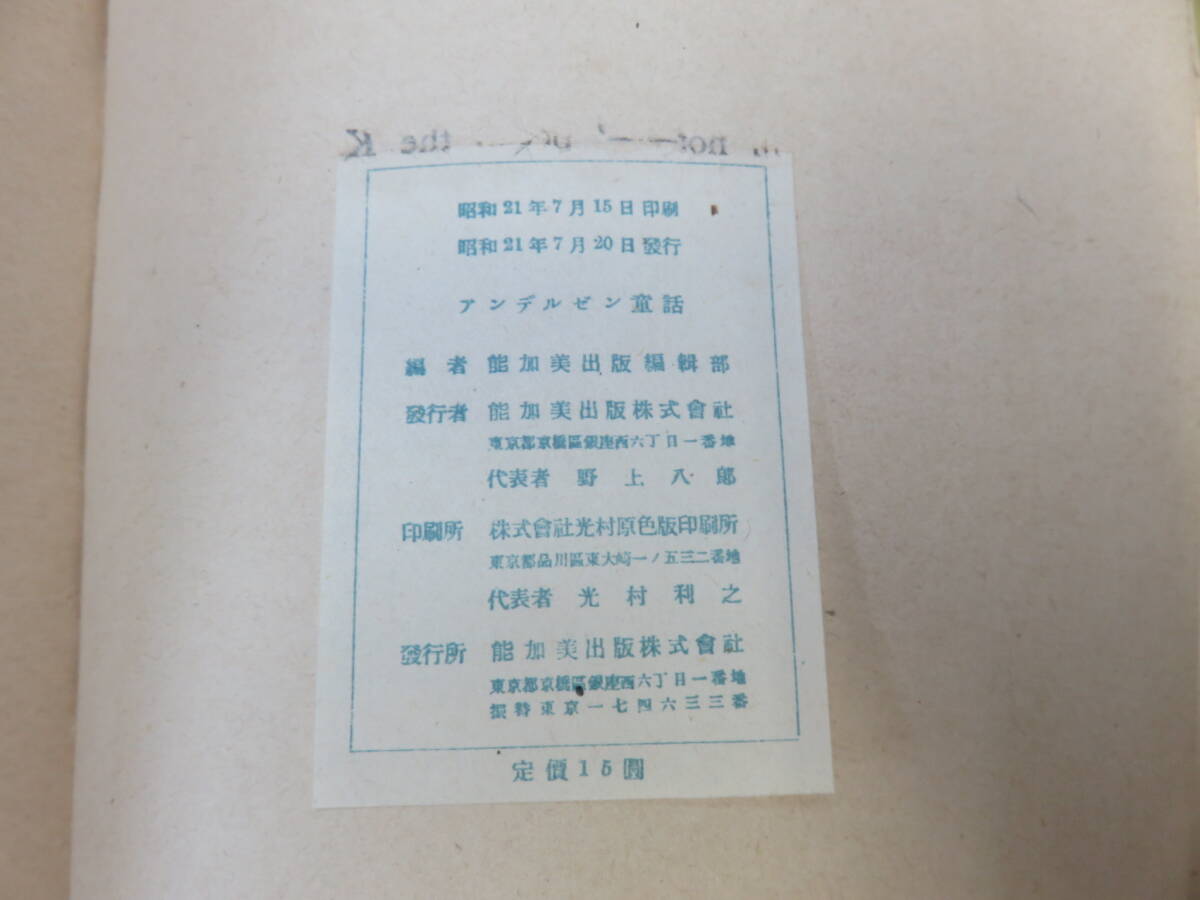 昭和21年7月15日印刷
昭和21年7月20日發行
アンデルゼン童話
編者 能加美出版編輯部
發行者 能加美出版株式會社
東京都京橋區銀座西六丁目一番地
代表者 野上八郎
印刷所 株式會社光村原色版印刷所
東京都品川區東大崎一ノ五三二番地
代表者 光村利之
發行所 能加美出版株式會社
東京都京橋區銀座西六丁目一番地
振替東京一七四六三三番
定價15圓